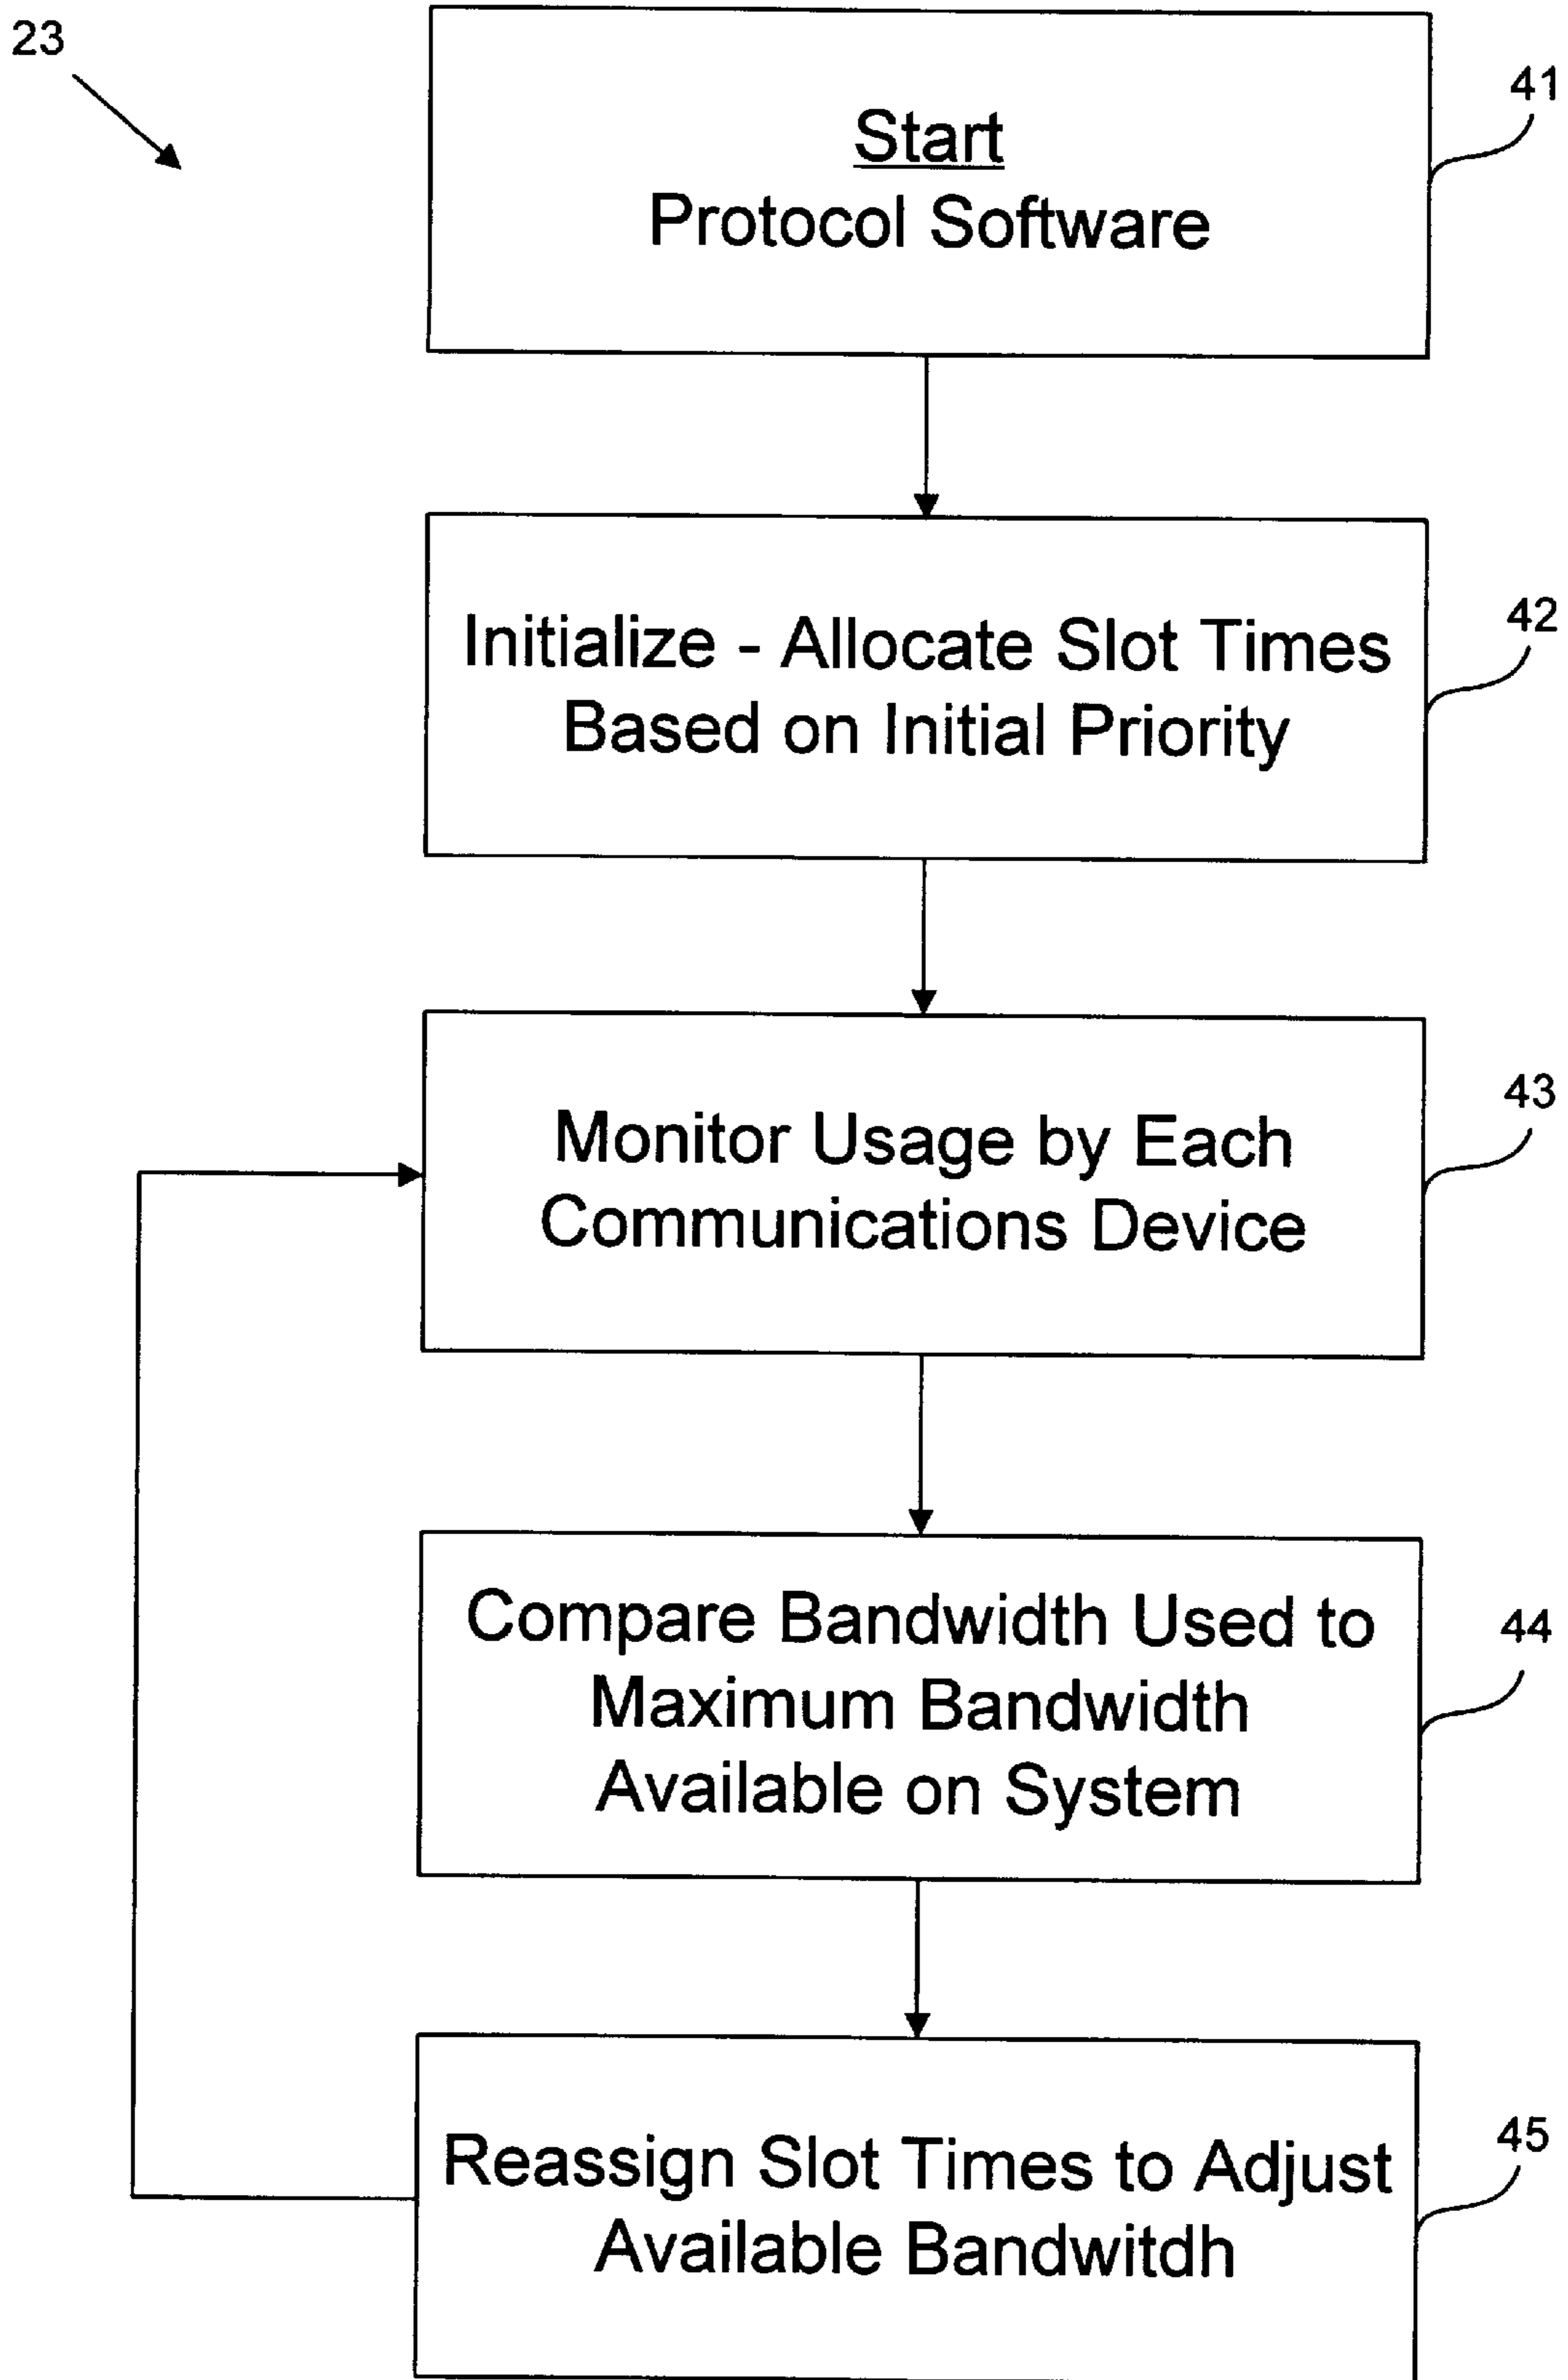 23
41
Start
Protocol Software
42
Initialize - Allocate Slot Times
Based on Initial Priority
43
Monitor Usage by Each
Communications Device
44
Compare Bandwidth Used to
Maximum Bandwidth
Available on System
45
Reassign Slot Times to Adjust
Available Bandwitdh